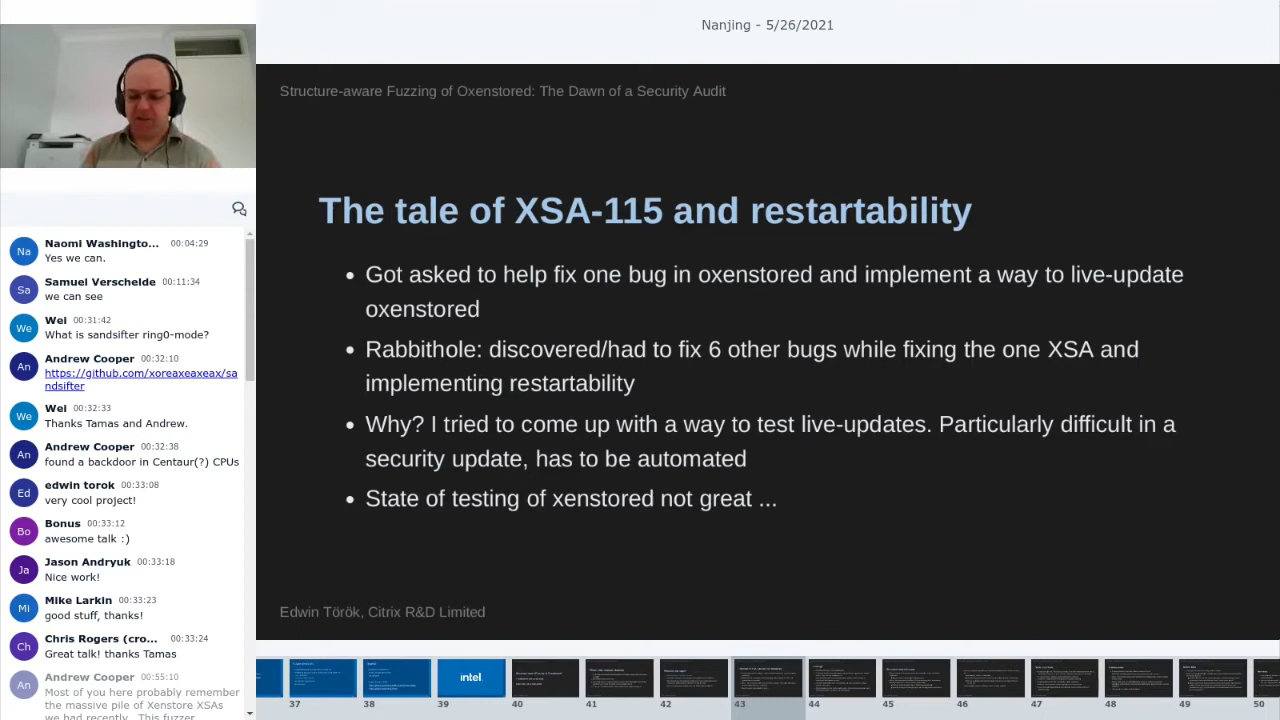 Nanjing - 5/26/2021
Structure-aware Fuzzing of Oxenstored: The Dawn of a Security Audit
The tale of XSA-115 and restartability
• Got asked to help fix one bug in oxenstored and implement a way to live-update
oxenstored
• Rabbithole: discovered/had to fix 6 other bugs while fixing the one XSA and
implementing restartability
• Why? I tried to come up with a way to test live-updates. Particularly difficult in a
security update, has to be automated
• State of testing of xenstored not great ...
Edwin Török, Citrix R&D Limited
Na Naomi Washingto... 00:04:29
Yes we can.
Sa Samuel Verschelde 00:11:34
we can see
We Wei 00:31:42
What is sandsifter ring0-mode?
An Andrew Cooper 00:32:10
https://github.com/xoreaxeaxeax/sa
ndsifter
We Wei 00:32:33
Thanks Tamas and Andrew.
An Andrew Cooper 00:32:38
found a backdoor in Centaur(?) CPUs
Ed edwin torok 00:33:08
very cool project!
Bo Bonus 00:33:12
awesome talk :)
Ja Jason Andryuk 00:33:18
Nice work!
Mi Mike Larkin 00:33:23
good stuff, thanks!
Ch Chris Rogers (cro... 00:33:24
Great talk! thanks Tamas
An Andrew Cooper 00:55:10
Most of you here probably remember
the massive pile of Xenstore XSAs
we had recently. This fuzzer
intel
37 38 39 40 41 42 43 44 45 46 47 48 49 50